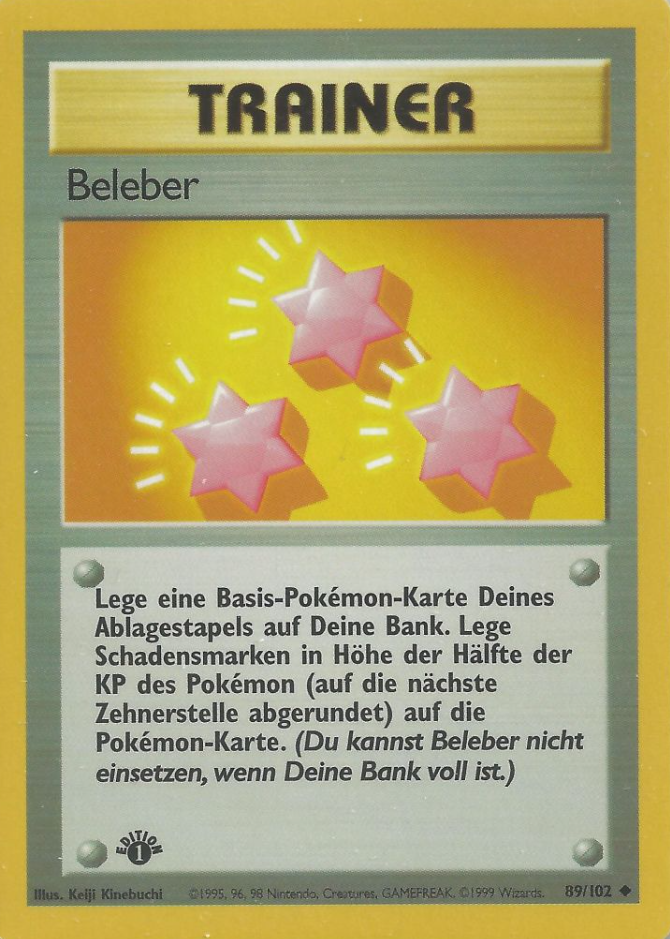 TRAINER
Beleber
Lege eine Basis-Pokémon-Karte Deines
Ablagestapels auf Deine Bank. Lege
Schadensmarken in Höhe der Hälfte der
KP des Pokémon (auf die nächste
Zehnerstelle abgerundet) auf die
Pokémon-Karte. (Du kannst Beleber nicht
einsetzen, wenn Deine Bank voll ist.)
EDITION
1
Illus. Keiji Kinebuchi ©1995, 96, 98 Nintendo, Creatures, GAMEFREAK. ©1999 Wizards. 89/102